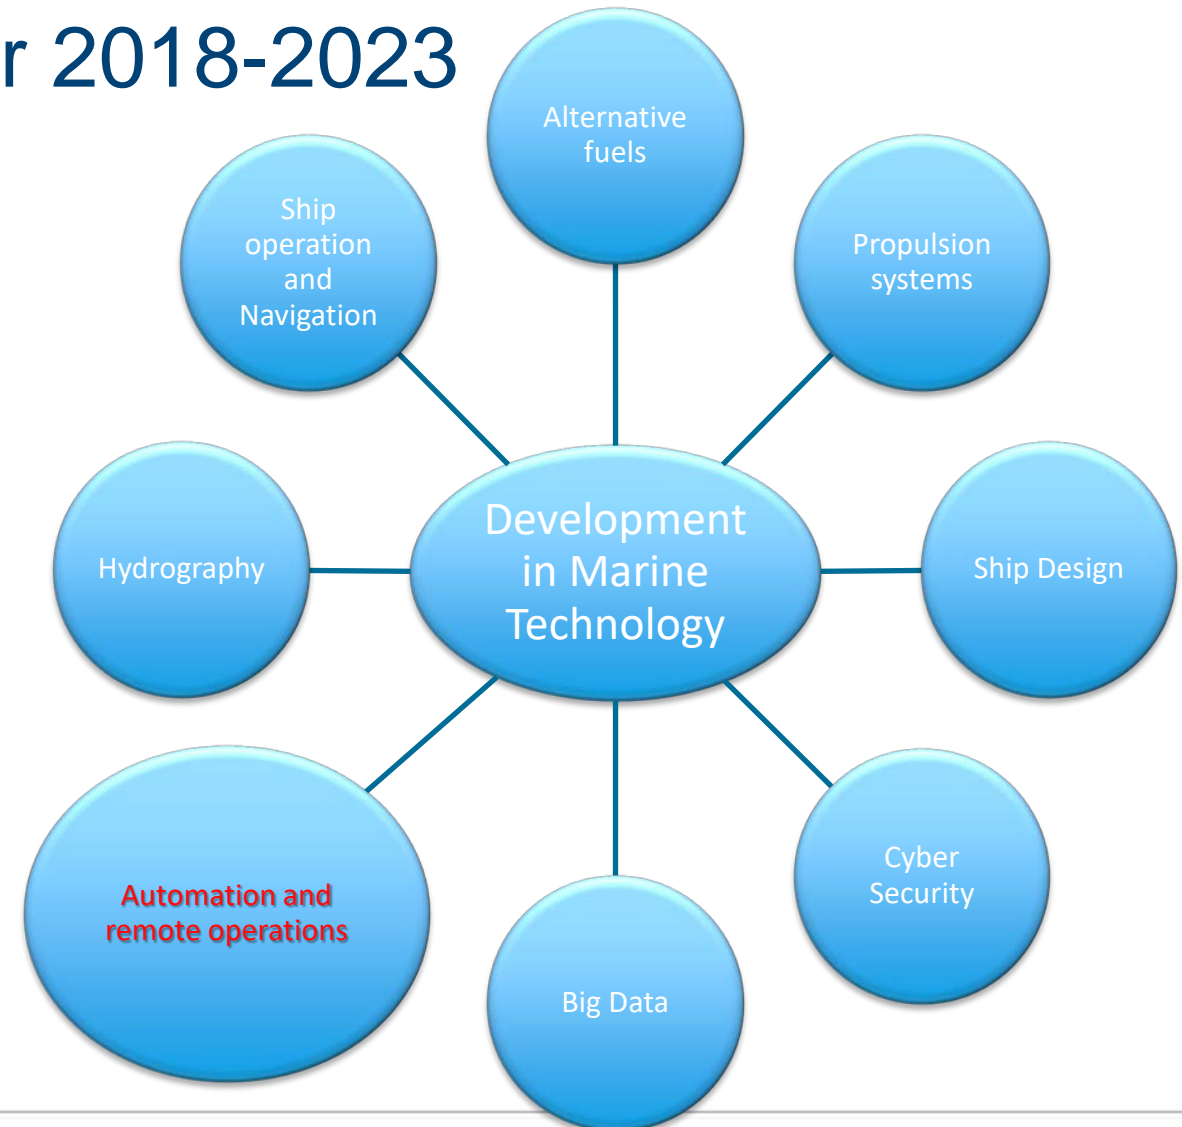 r 2018-2023
Alternative
fuels
Ship
operation
and
Navigation
Propulsion
systems
Development
in Marine
Technology
Hydrography
Ship Design
Automation and
remote operations
Cyber
Security
Big Data